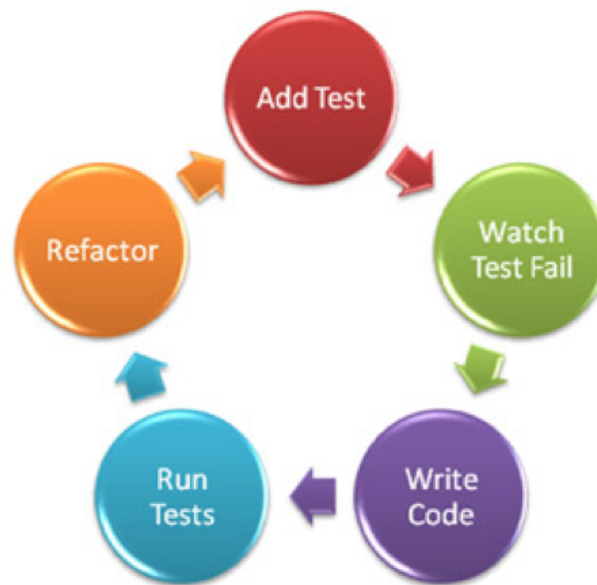 Add Test
Watch
Test Fail
Write
Code
Run
Tests
Refactor